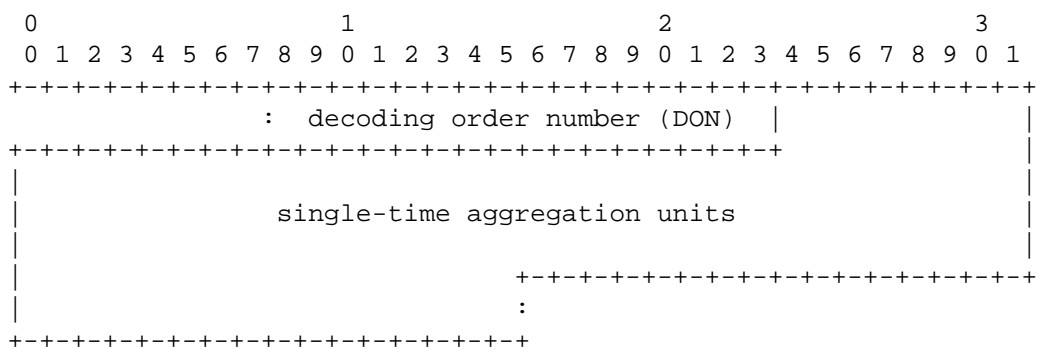 0                   1                   2                   3
 0 1 2 3 4 5 6 7 8 9 0 1 2 3 4 5 6 7 8 9 0 1 2 3 4 5 6 7 8 9 0 1
+-+-+-+-+-+-+-+-+-+-+-+-+-+-+-+-+-+-+-+-+-+-+-+-+-+-+-+-+-+-+-+-+
                :  decoding order number (DON)  |               |
+-+-+-+-+-+-+-+-+-+-+-+-+-+-+-+-+-+-+-+-+-+-+-+-+               |
|                                                               |
|                single-time aggregation units                  |
|                                                               |
|                               +-+-+-+-+-+-+-+-+-+-+-+-+-+-+-+-+
|                               :
+-+-+-+-+-+-+-+-+-+-+-+-+-+-+-+-+